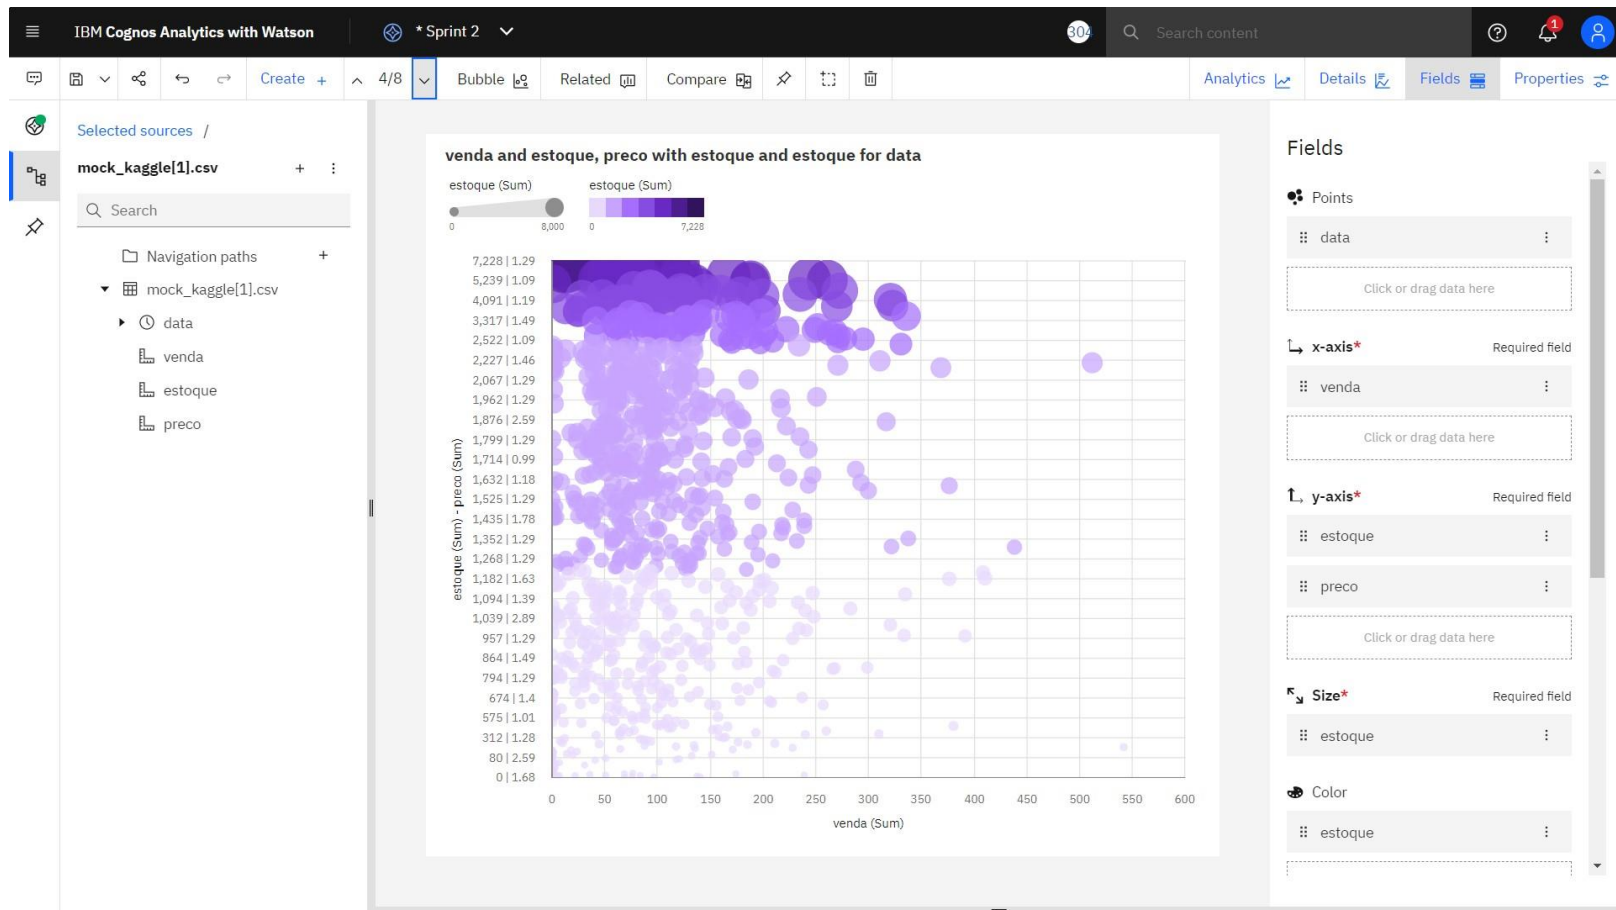 IBM Cognos Analytics with Watson
* Sprint 2
304
Search content
1
Create +
4/8
Bubble
Related
Compare
Analytics
Details
Fields
Properties
Selected sources /
mock_kaggle[1].csv
Search
Navigation paths
mock_kaggle[1].csv
data
venda
estoque
preco
venda and estoque, preco with estoque and estoque for data
estoque (Sum)
0 8,000
estoque (Sum)
0 7,228
estoque (Sum) - preco (Sum)
7,228 | 1.29
5,239 | 1.09
4,091 | 1.19
3,317 | 1.49
2,522 | 1.09
2,227 | 1.46
2,067 | 1.29
1,962 | 1.29
1,876 | 2.59
1,799 | 1.29
1,714 | 0.99
1,632 | 1.18
1,525 | 1.29
1,435 | 1.78
1,352 | 1.29
1,268 | 1.29
1,182 | 1.63
1,094 | 1.39
1,039 | 2.89
957 | 1.29
864 | 1.49
794 | 1.29
674 | 1.4
575 | 1.01
312 | 1.28
80 | 2.59
0 | 1.68
0 50 100 150 200 250 300 350 400 450 500 550 600
venda (Sum)
Fields
Points
data
Click or drag data here
x-axis* Required field
venda
Click or drag data here
y-axis* Required field
estoque
preco
Click or drag data here
Size* Required field
estoque
Color
estoque